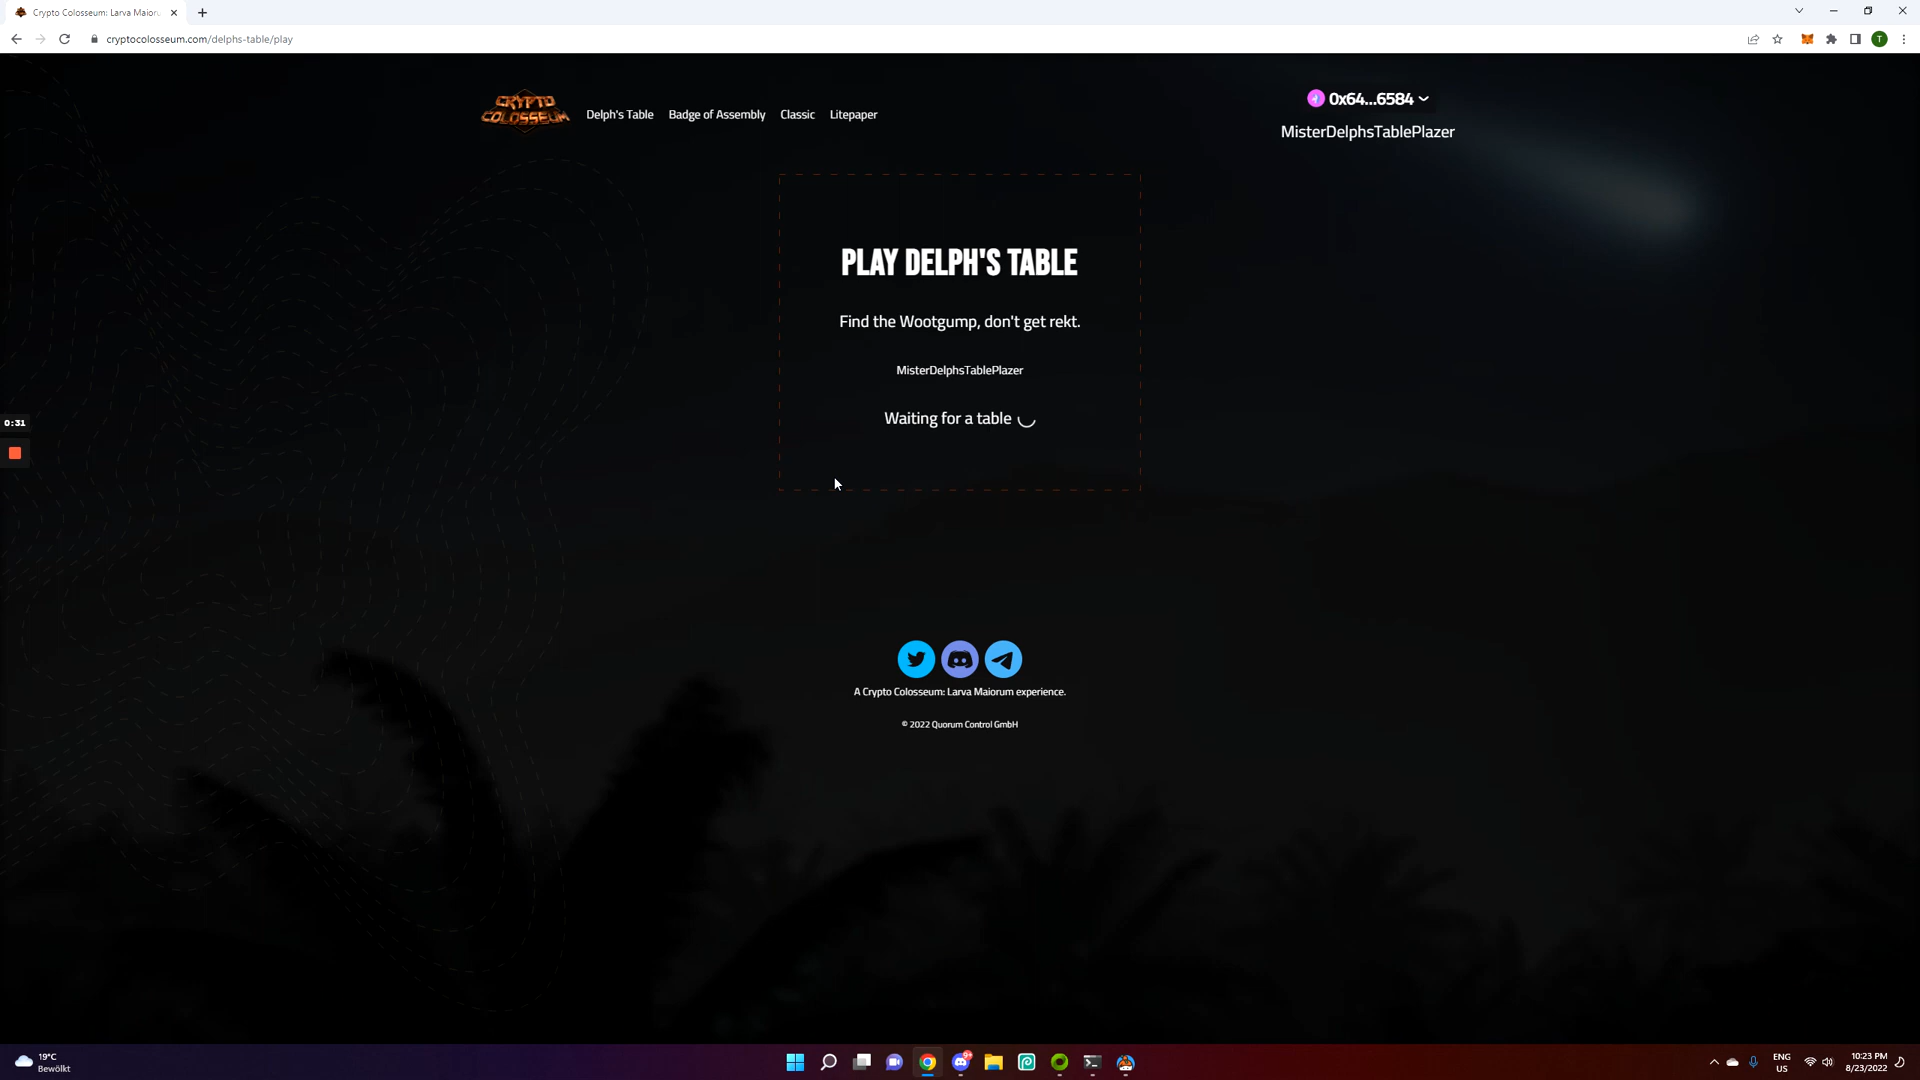 Crypto Colosseum: Larva Maioru
cryptocolosseum.com/delphs-table/play
T
CRYPTO
COLOSSEUM
Delph's Table
Badge of Assembly
Classic
Litepaper
0x64...6584
MisterDelphsTablePlazer
PLAY DELPH'S TABLE
Find the Wootgump, don't get rekt.
MisterDelphsTablePlazer
Waiting for a table
0:31
A Crypto Colosseum: Larva Maiorum experience.
© 2022 Quorum Control GmbH
19°C
Bewölkt
9+
ENG
US
10:23 PM
8/23/2022